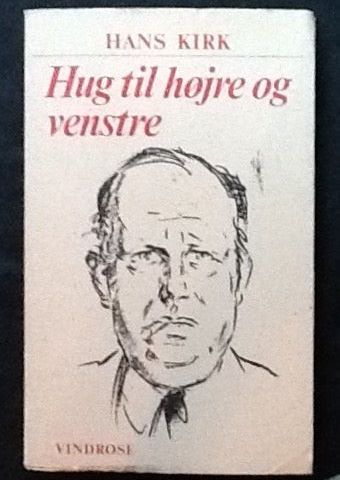 HANS KIRK
Hug til højre og
venstre
VINDROSE